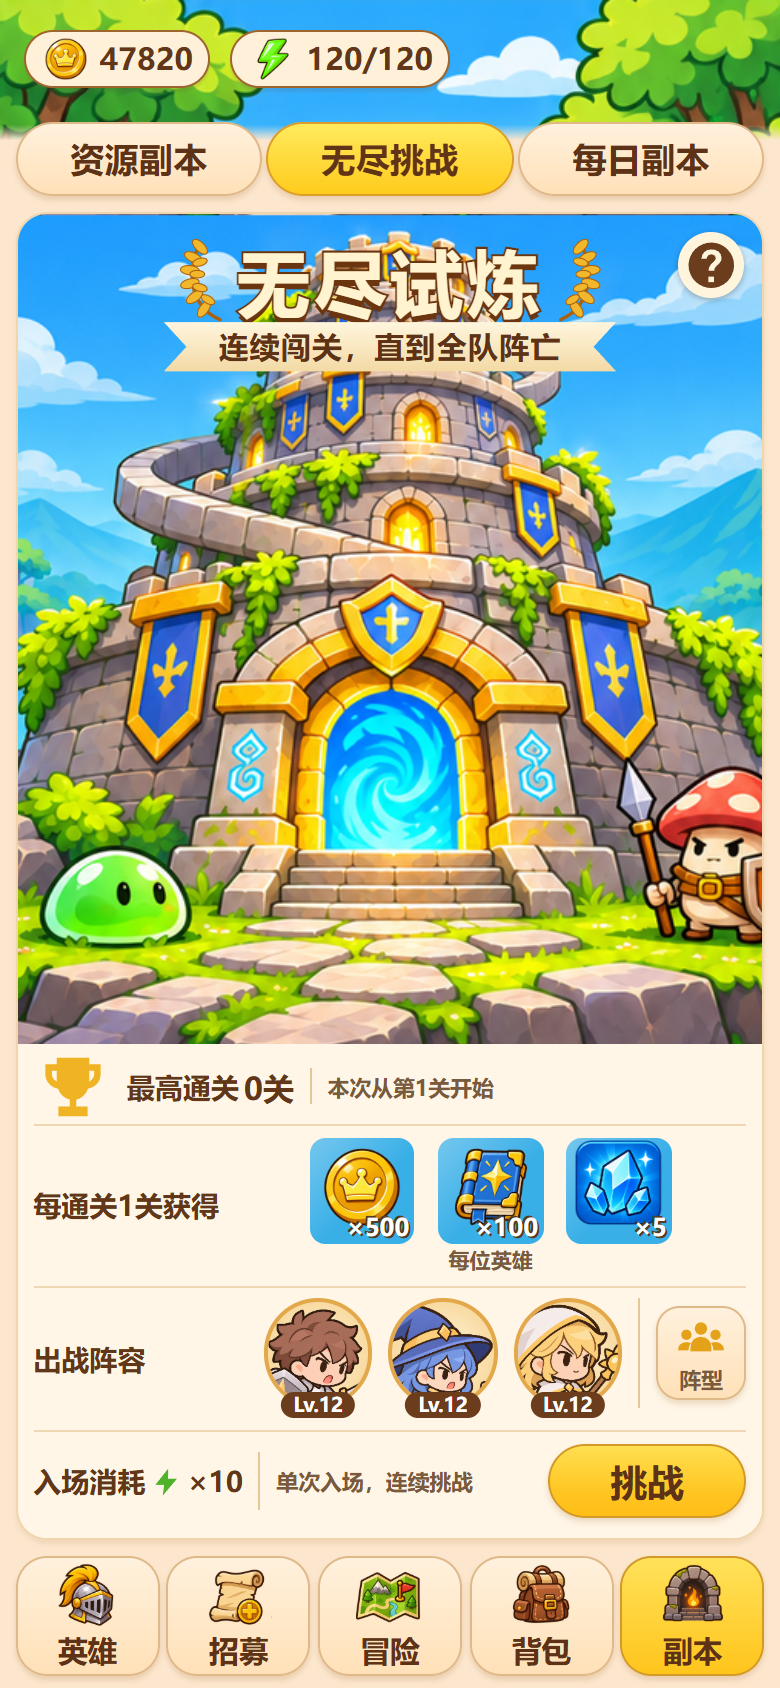 47820
120/120
资源副本
无尽挑战
每日副本
无尽试炼
?
连续闯关，直到全队阵亡
最高通关0关
本次从第1关开始
每通关1关获得
×500
×100
×5
每位英雄
出战阵容
Lv.12
Lv.12
Lv.12
阵型
入场消耗 ×10
单次入场，连续挑战
挑战
英雄
招募
冒险
背包
副本